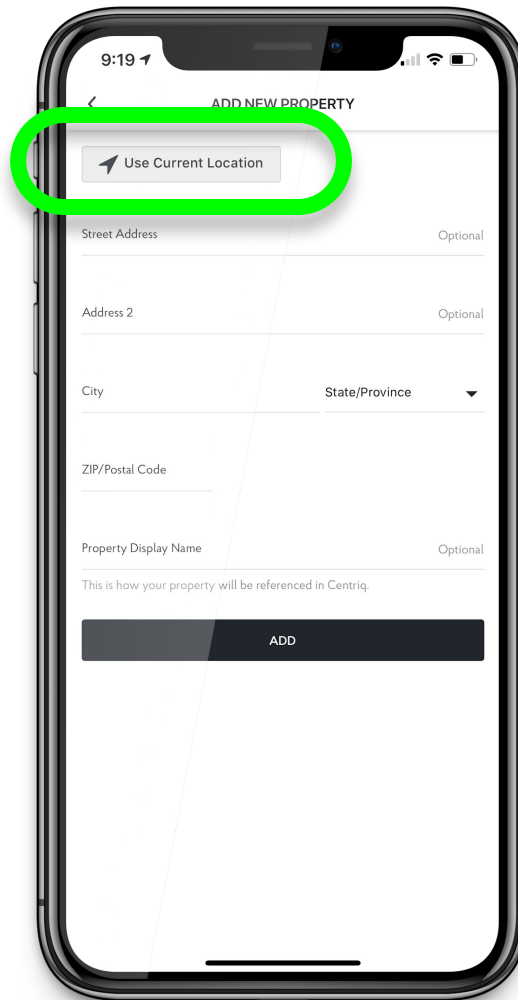 9:19
ADD NEW PROPERTY
Use Current Location
Street Address Optional
Address 2 Optional
City State/Province
ZIP/Postal Code
Property Display Name Optional
This is how your property will be referenced in Centriq.
ADD